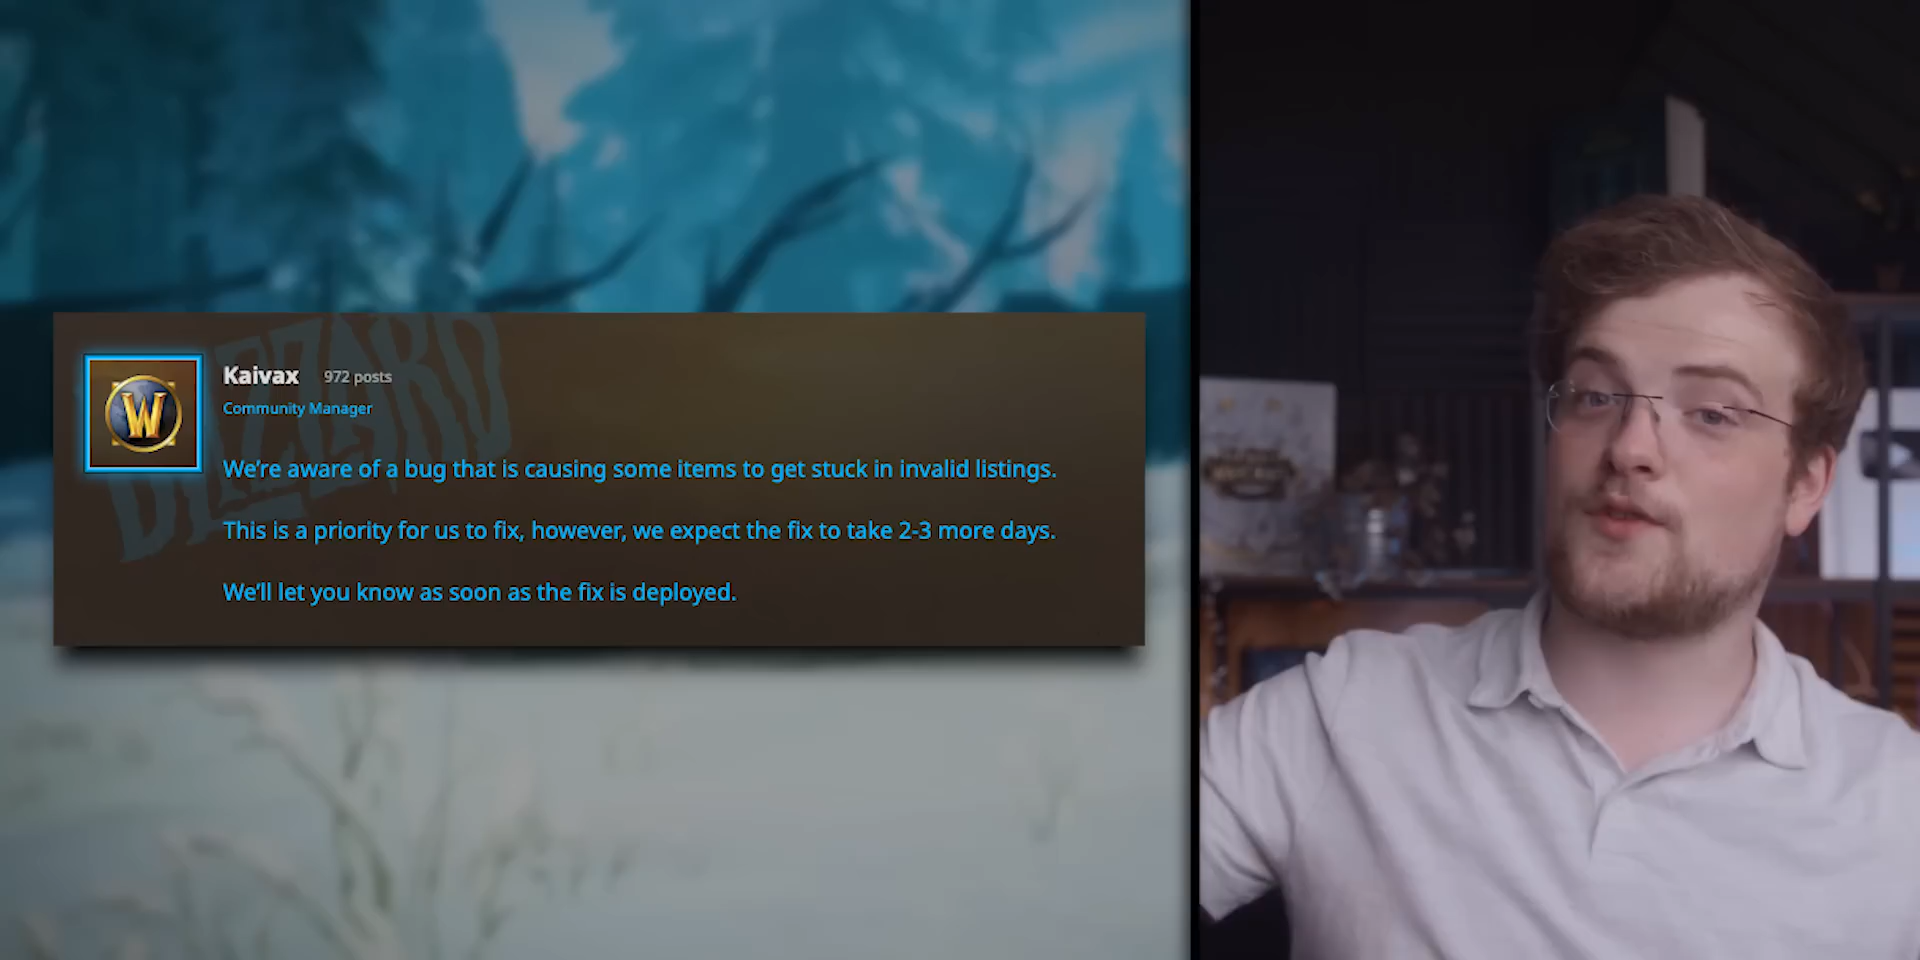 BLIZZARD
W
Kaivax 972 posts
Community Manager
We're aware of a bug that is causing some items to get stuck in invalid listings.
This is a priority for us to fix, however, we expect the fix to take 2-3 more days.
We'll let you know as soon as the fix is deployed.